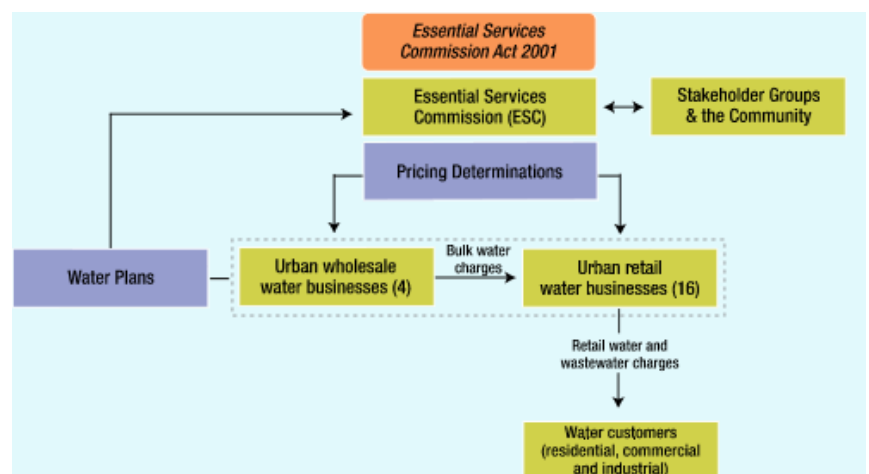 Essential Services
Commission Act 2001
Essential Services
Commission (ESC)
Stakeholder Groups
& the Community
Pricing Determinations
Water Plans
Urban wholesale
water businesses (4)
Bulk water
charges
Urban retail
water businesses (16)
Retail water and
wastewater charges
Water customers
(residential, commercial
and industrial)